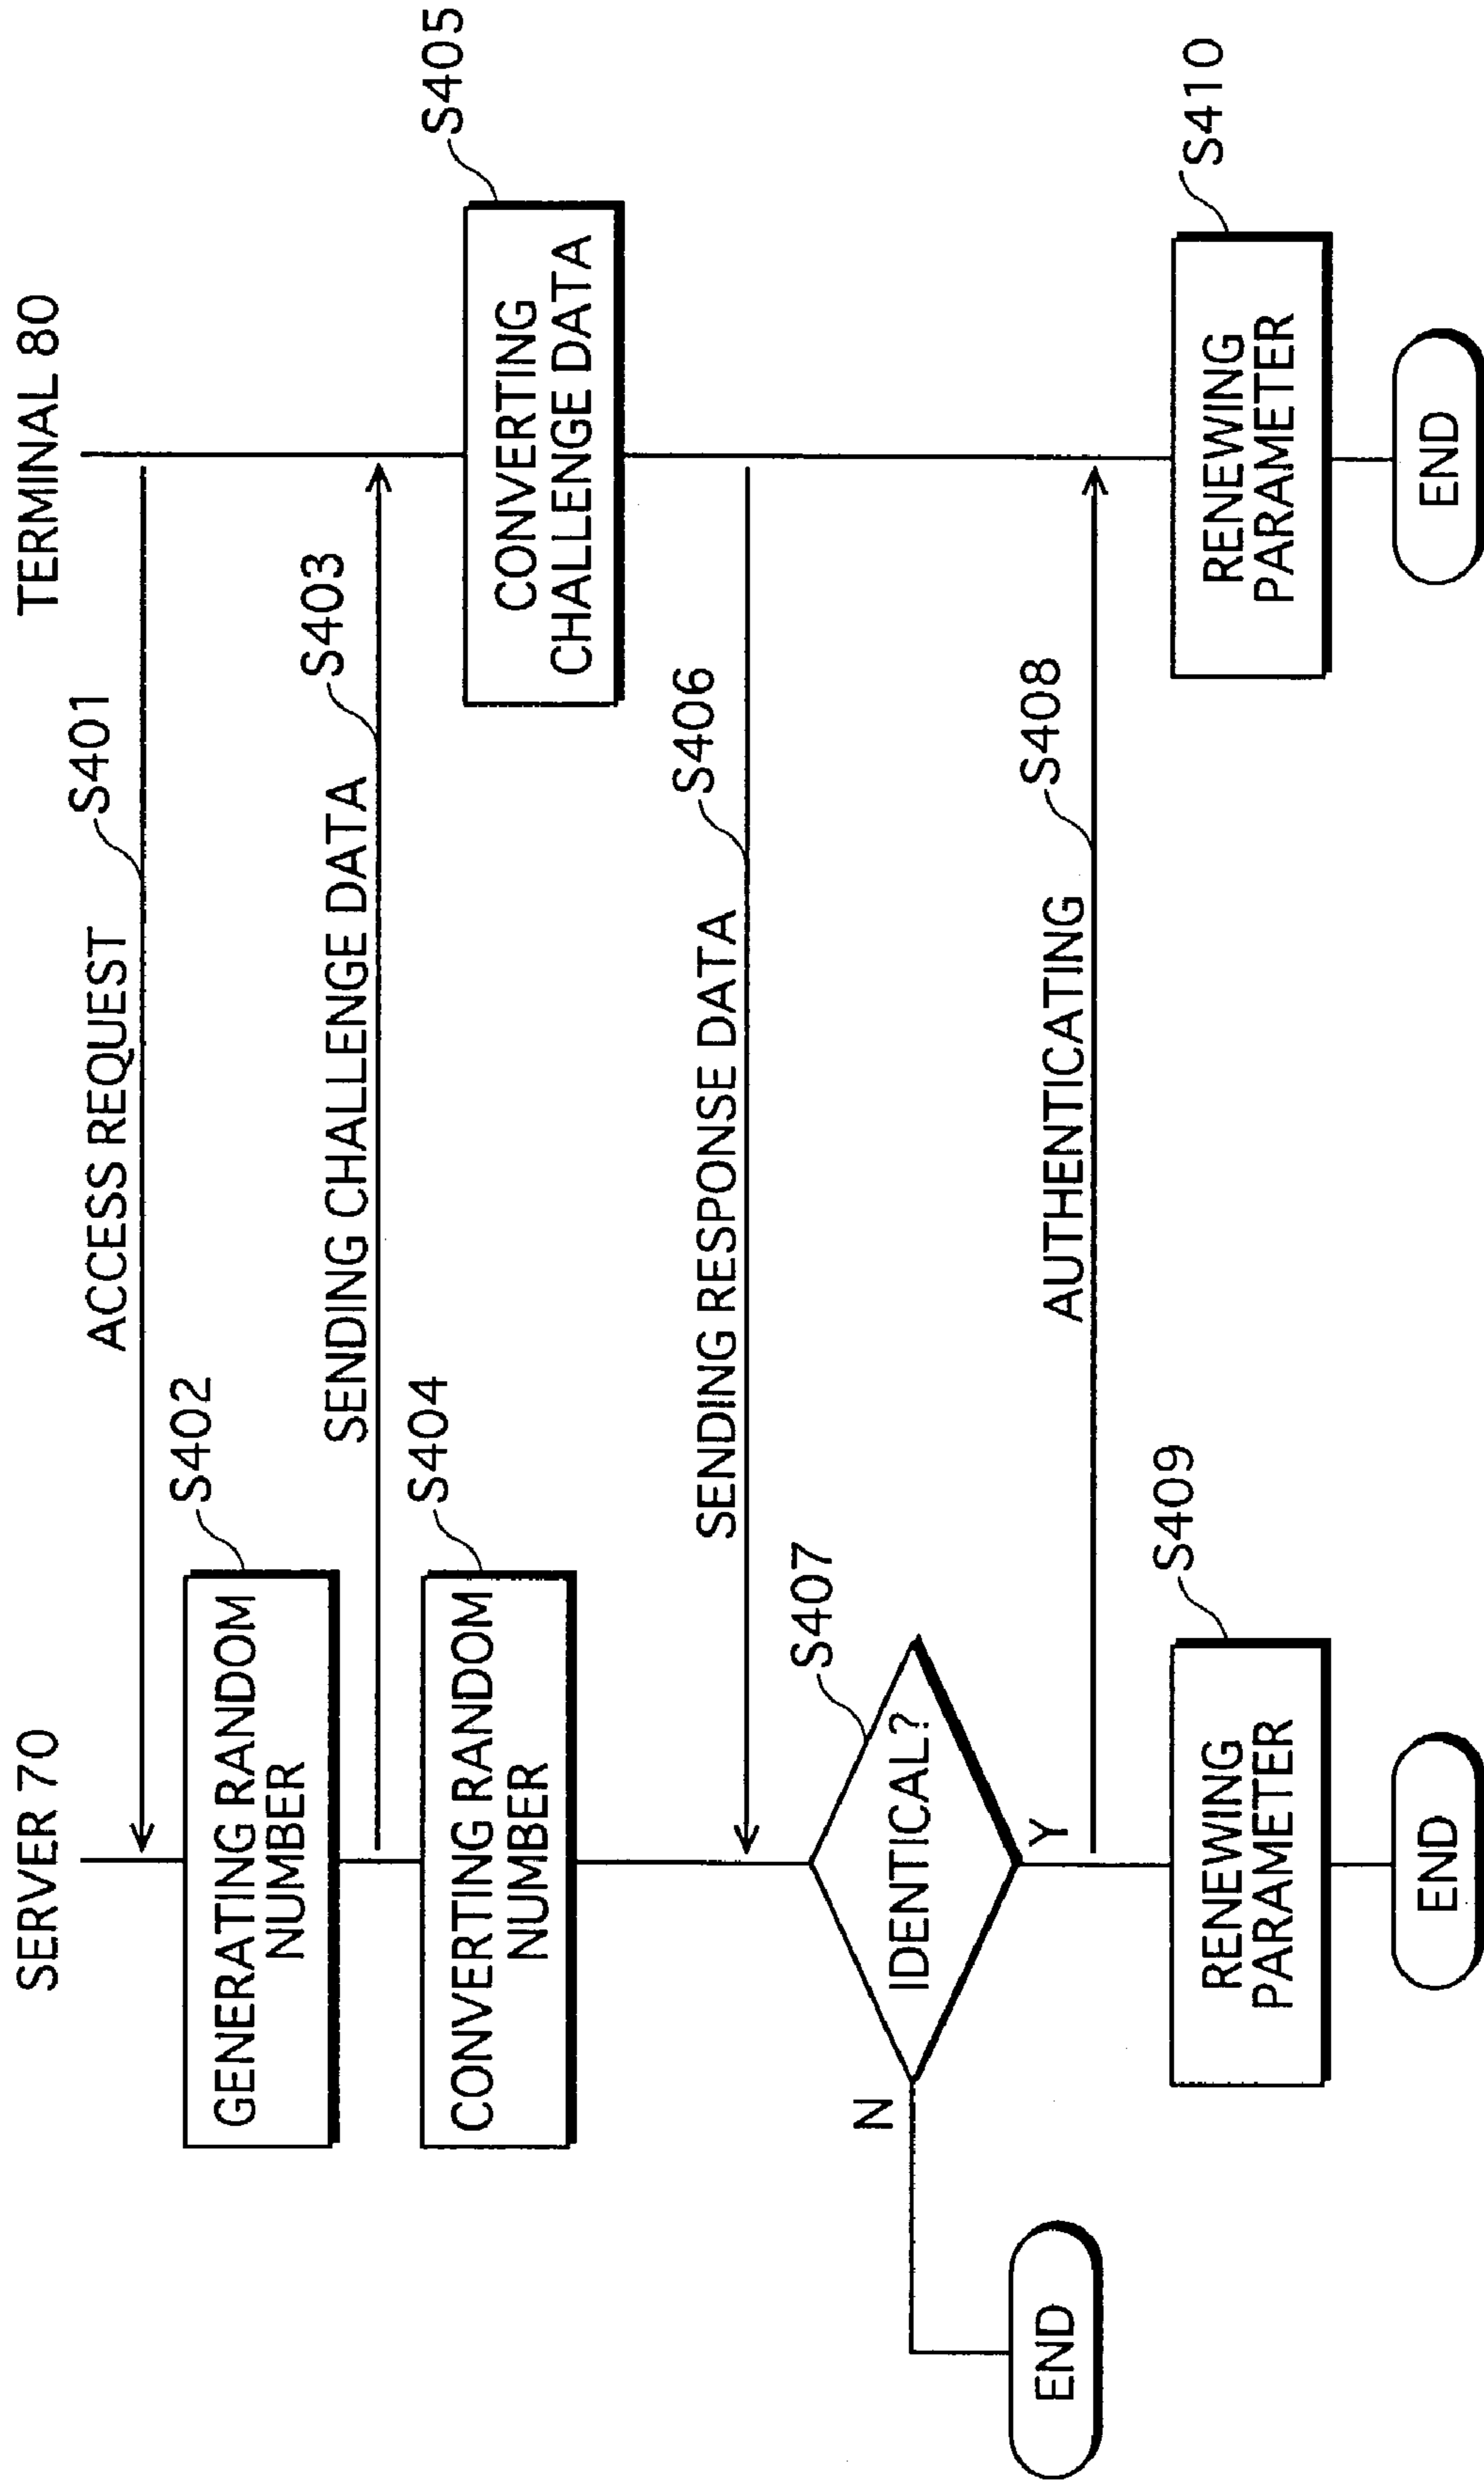 SERVER 70
TERMINAL 80
ACCESS REQUEST
S401
GENERATING RANDOM
NUMBER
S402
SENDING CHALLENGE DATA
S403
CONVERTING RANDOM
NUMBER
S404
CONVERTING
CHALLENGE DATA
S405
SENDING RESPONSE DATA
S406
IDENTICAL?
S407
N
Y
END
AUTHENTICATING
S408
RENEWING
PARAMETER
S409
RENEWING
PARAMETER
S410
END
END